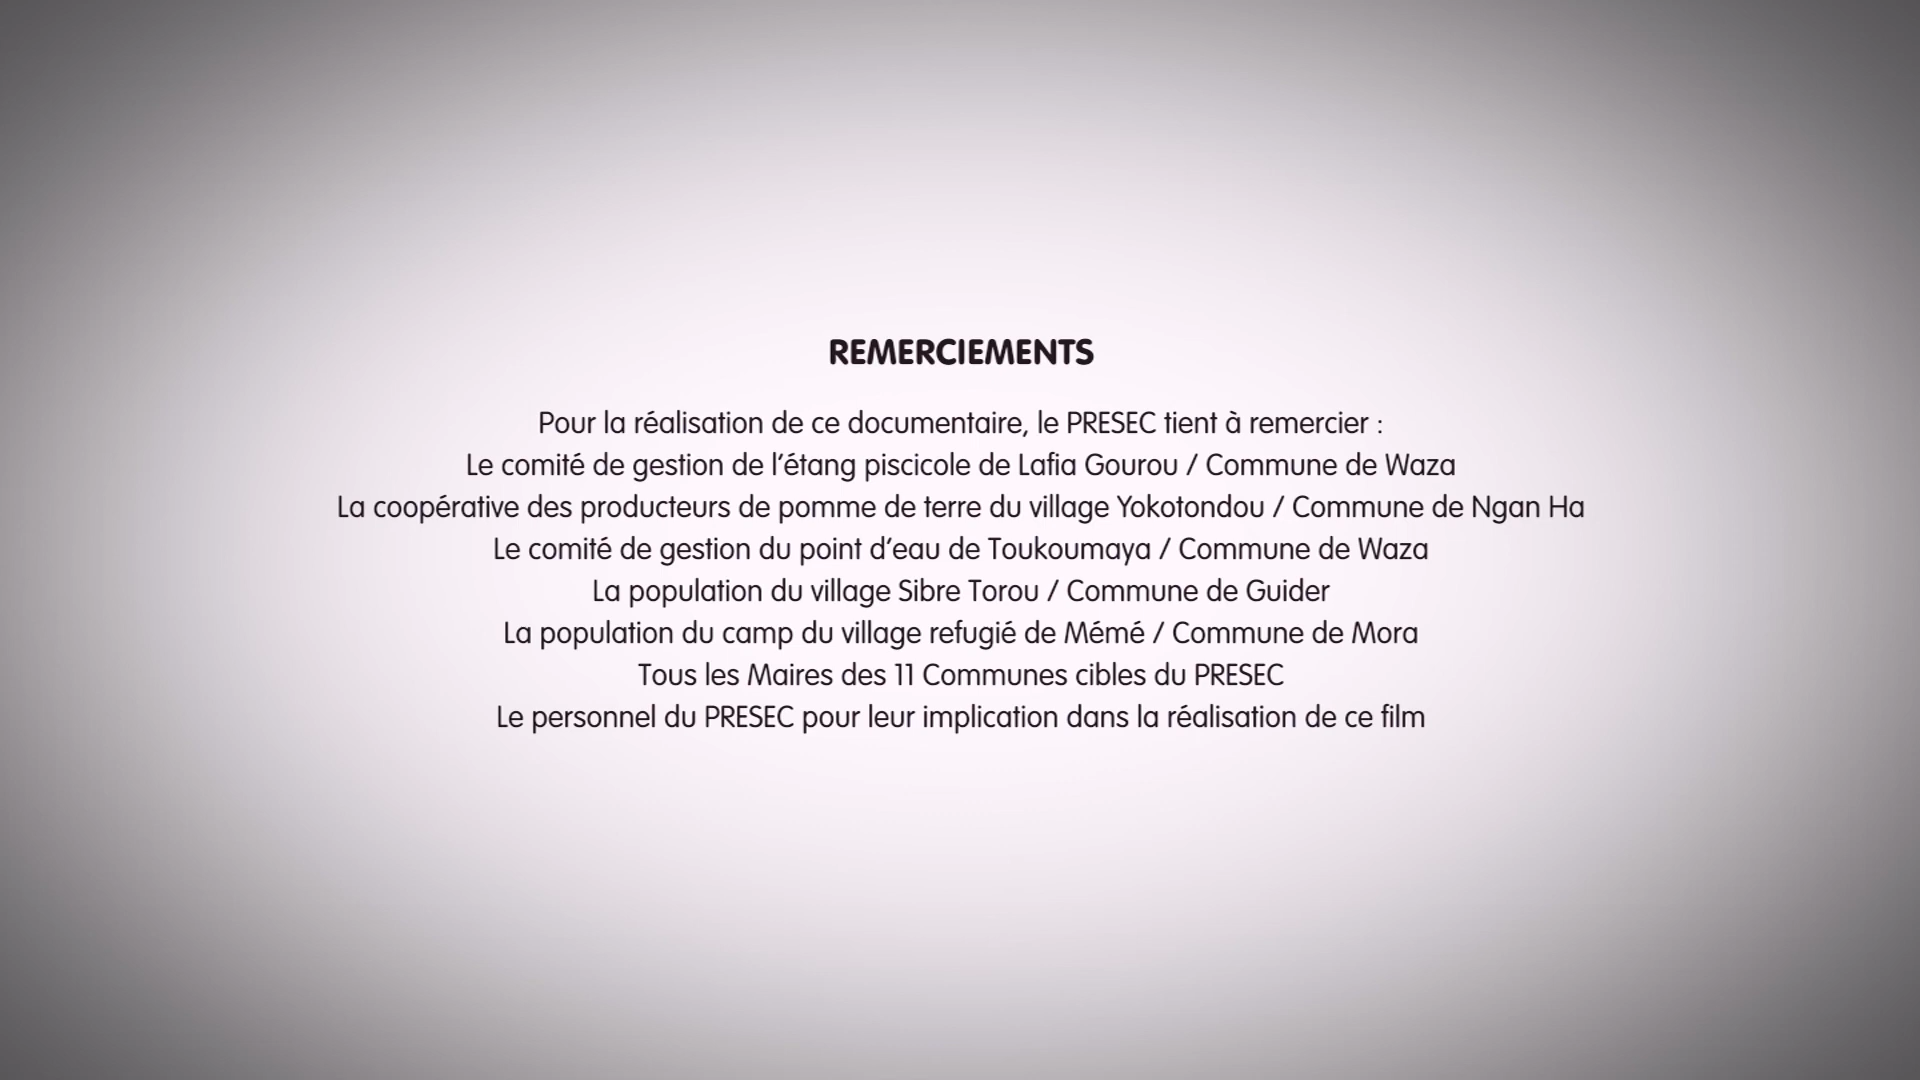 REMERCIEMENTS
Pour la réalisation de ce documentaire, le PRESEC tient à remercier :
Le comité de gestion de l'étang piscicole de Lafia Gourou / Commune de Waza
La coopérative des producteurs de pomme de terre du village Yokotondou / Commune de Ngan Ha
Le comité de gestion du point d'eau de Toukoumaya / Commune de Waza
La population du village Sibre Torou / Commune de Guider
La population du camp du village refugié de Mémé / Commune de Mora
Tous les Maires des 11 Communes cibles du PRESEC
Le personnel du PRESEC pour leur implication dans la réalisation de ce film